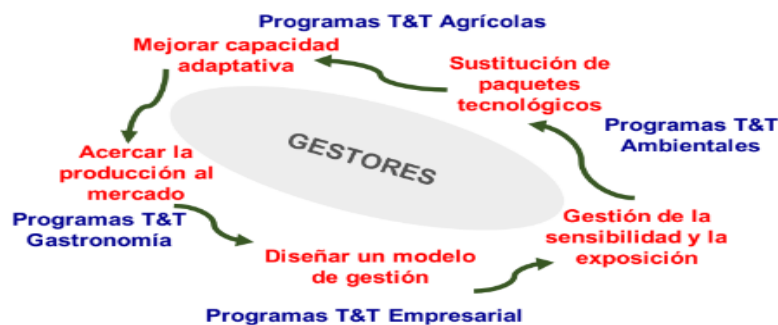 Programas T&T Agrícolas
Mejorar capacidad
adaptativa
Sustitución de
paquetes
tecnológicos
Programas T&T
Ambientales
Acercar la
producción al
mercado
GESTORES
Programas T&T
Gastronomía
Gestión de la
sensibilidad y la
exposición
Diseñar un modelo
de gestión
Programas T&T Empresarial